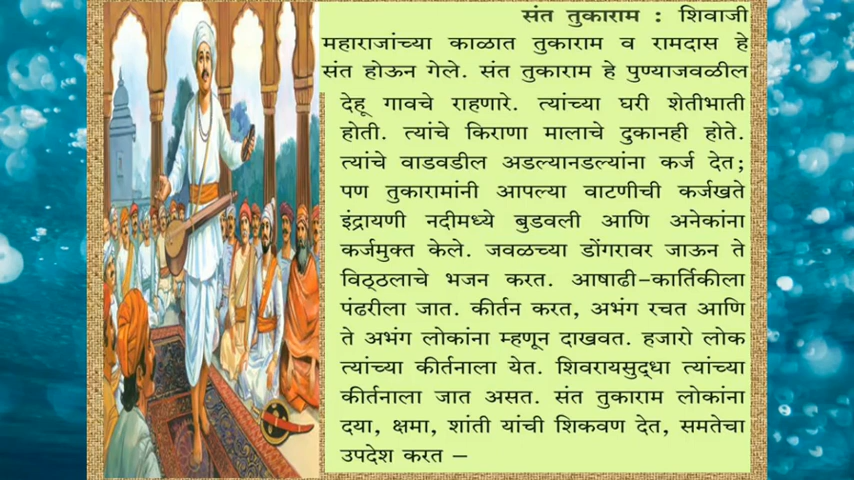 संत तुकाराम : शिवाजी
महाराजांच्या काळात तुकाराम व रामदास हे
संत होऊन गेले. संत तुकाराम हे पुण्याजवळील
देहू गावचे राहणारे. त्यांच्या घरी शेतीभाती
होती. त्यांचे किराणा मालाचे दुकानही होते.
त्यांचे वाडवडील अडल्यानडल्यांना कर्ज देत;
पण तुकारामांनी आपल्या वाटणीची कर्जखते
इंद्रायणी नदीमध्ये बुडवली आणि अनेकांना
कर्जमुक्त केले. जवळच्या डोंगरावर जाऊन ते
विठ्ठलाचे भजन करत. आषाढी-कार्तिकीला
पंढरीला जात. कीर्तन करत, अभंग रचत आणि
ते अभंग लोकांना म्हणून दाखवत. हजारो लोक
त्यांच्या कीर्तनाला येत. शिवरायसुद्धा त्यांच्या
कीर्तनाला जात असत. संत तुकाराम लोकांना
दया, क्षमा, शांती यांची शिकवण देत, समतेचा
उपदेश करत –